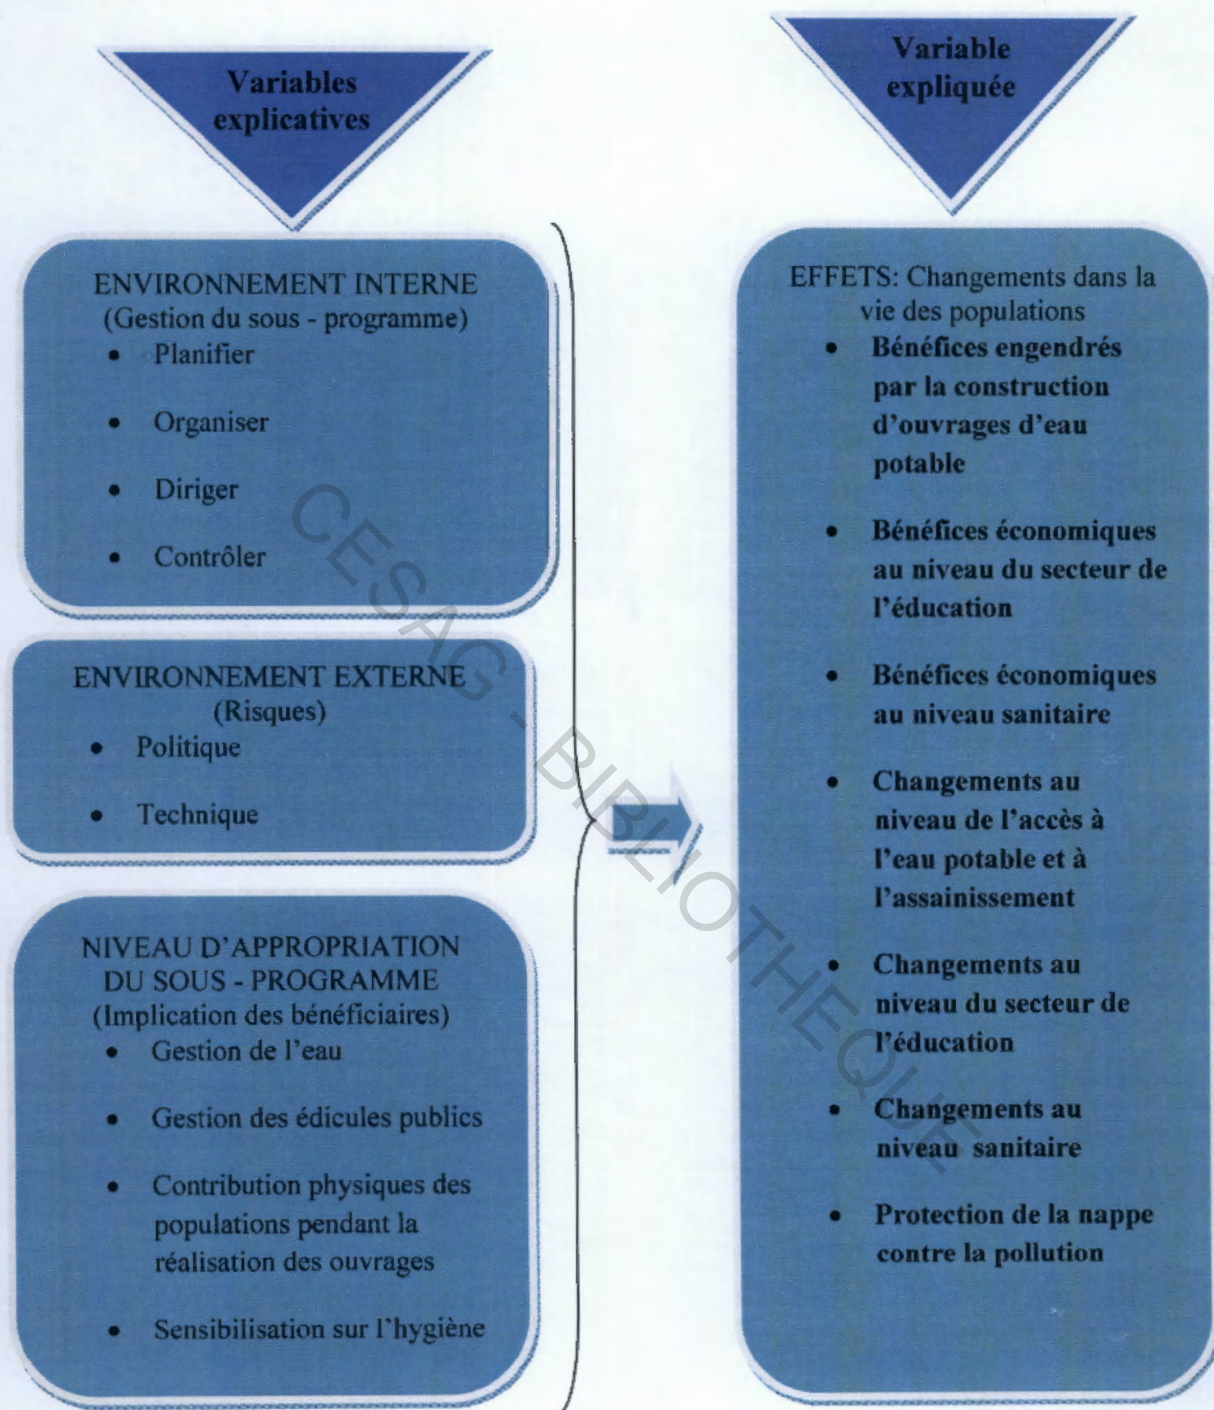 Variables
explicatives
ENVIRONNEMENT INTERNE
(Gestion du sous - programme)
• Planifier
• Organiser
• Diriger
• Contrôler
ENVIRONNEMENT EXTERNE
(Risques)
• Politique
• Technique
NIVEAU D'APPROPRIATION
DU SOUS - PROGRAMME
(Implication des bénéficiaires)
• Gestion de l'eau
• Gestion des édicules publics
• Contribution physiques des
populations pendant la
réalisation des ouvrages
• Sensibilisation sur l'hygiène
Variable
expliquée
EFFETS: Changements dans la
vie des populations
• Bénéfices engendrés
par la construction
d'ouvrages d'eau
potable
• Bénéfices économiques
au niveau du secteur de
l'éducation
• Bénéfices économiques
au niveau sanitaire
• Changements au
niveau de l'accès à
l'eau potable et à
l'assainissement
• Changements au
niveau du secteur de
l'éducation
• Changements au
niveau sanitaire
• Protection de la nappe
contre la pollution
CESAG - BIBLIOTHEQUE